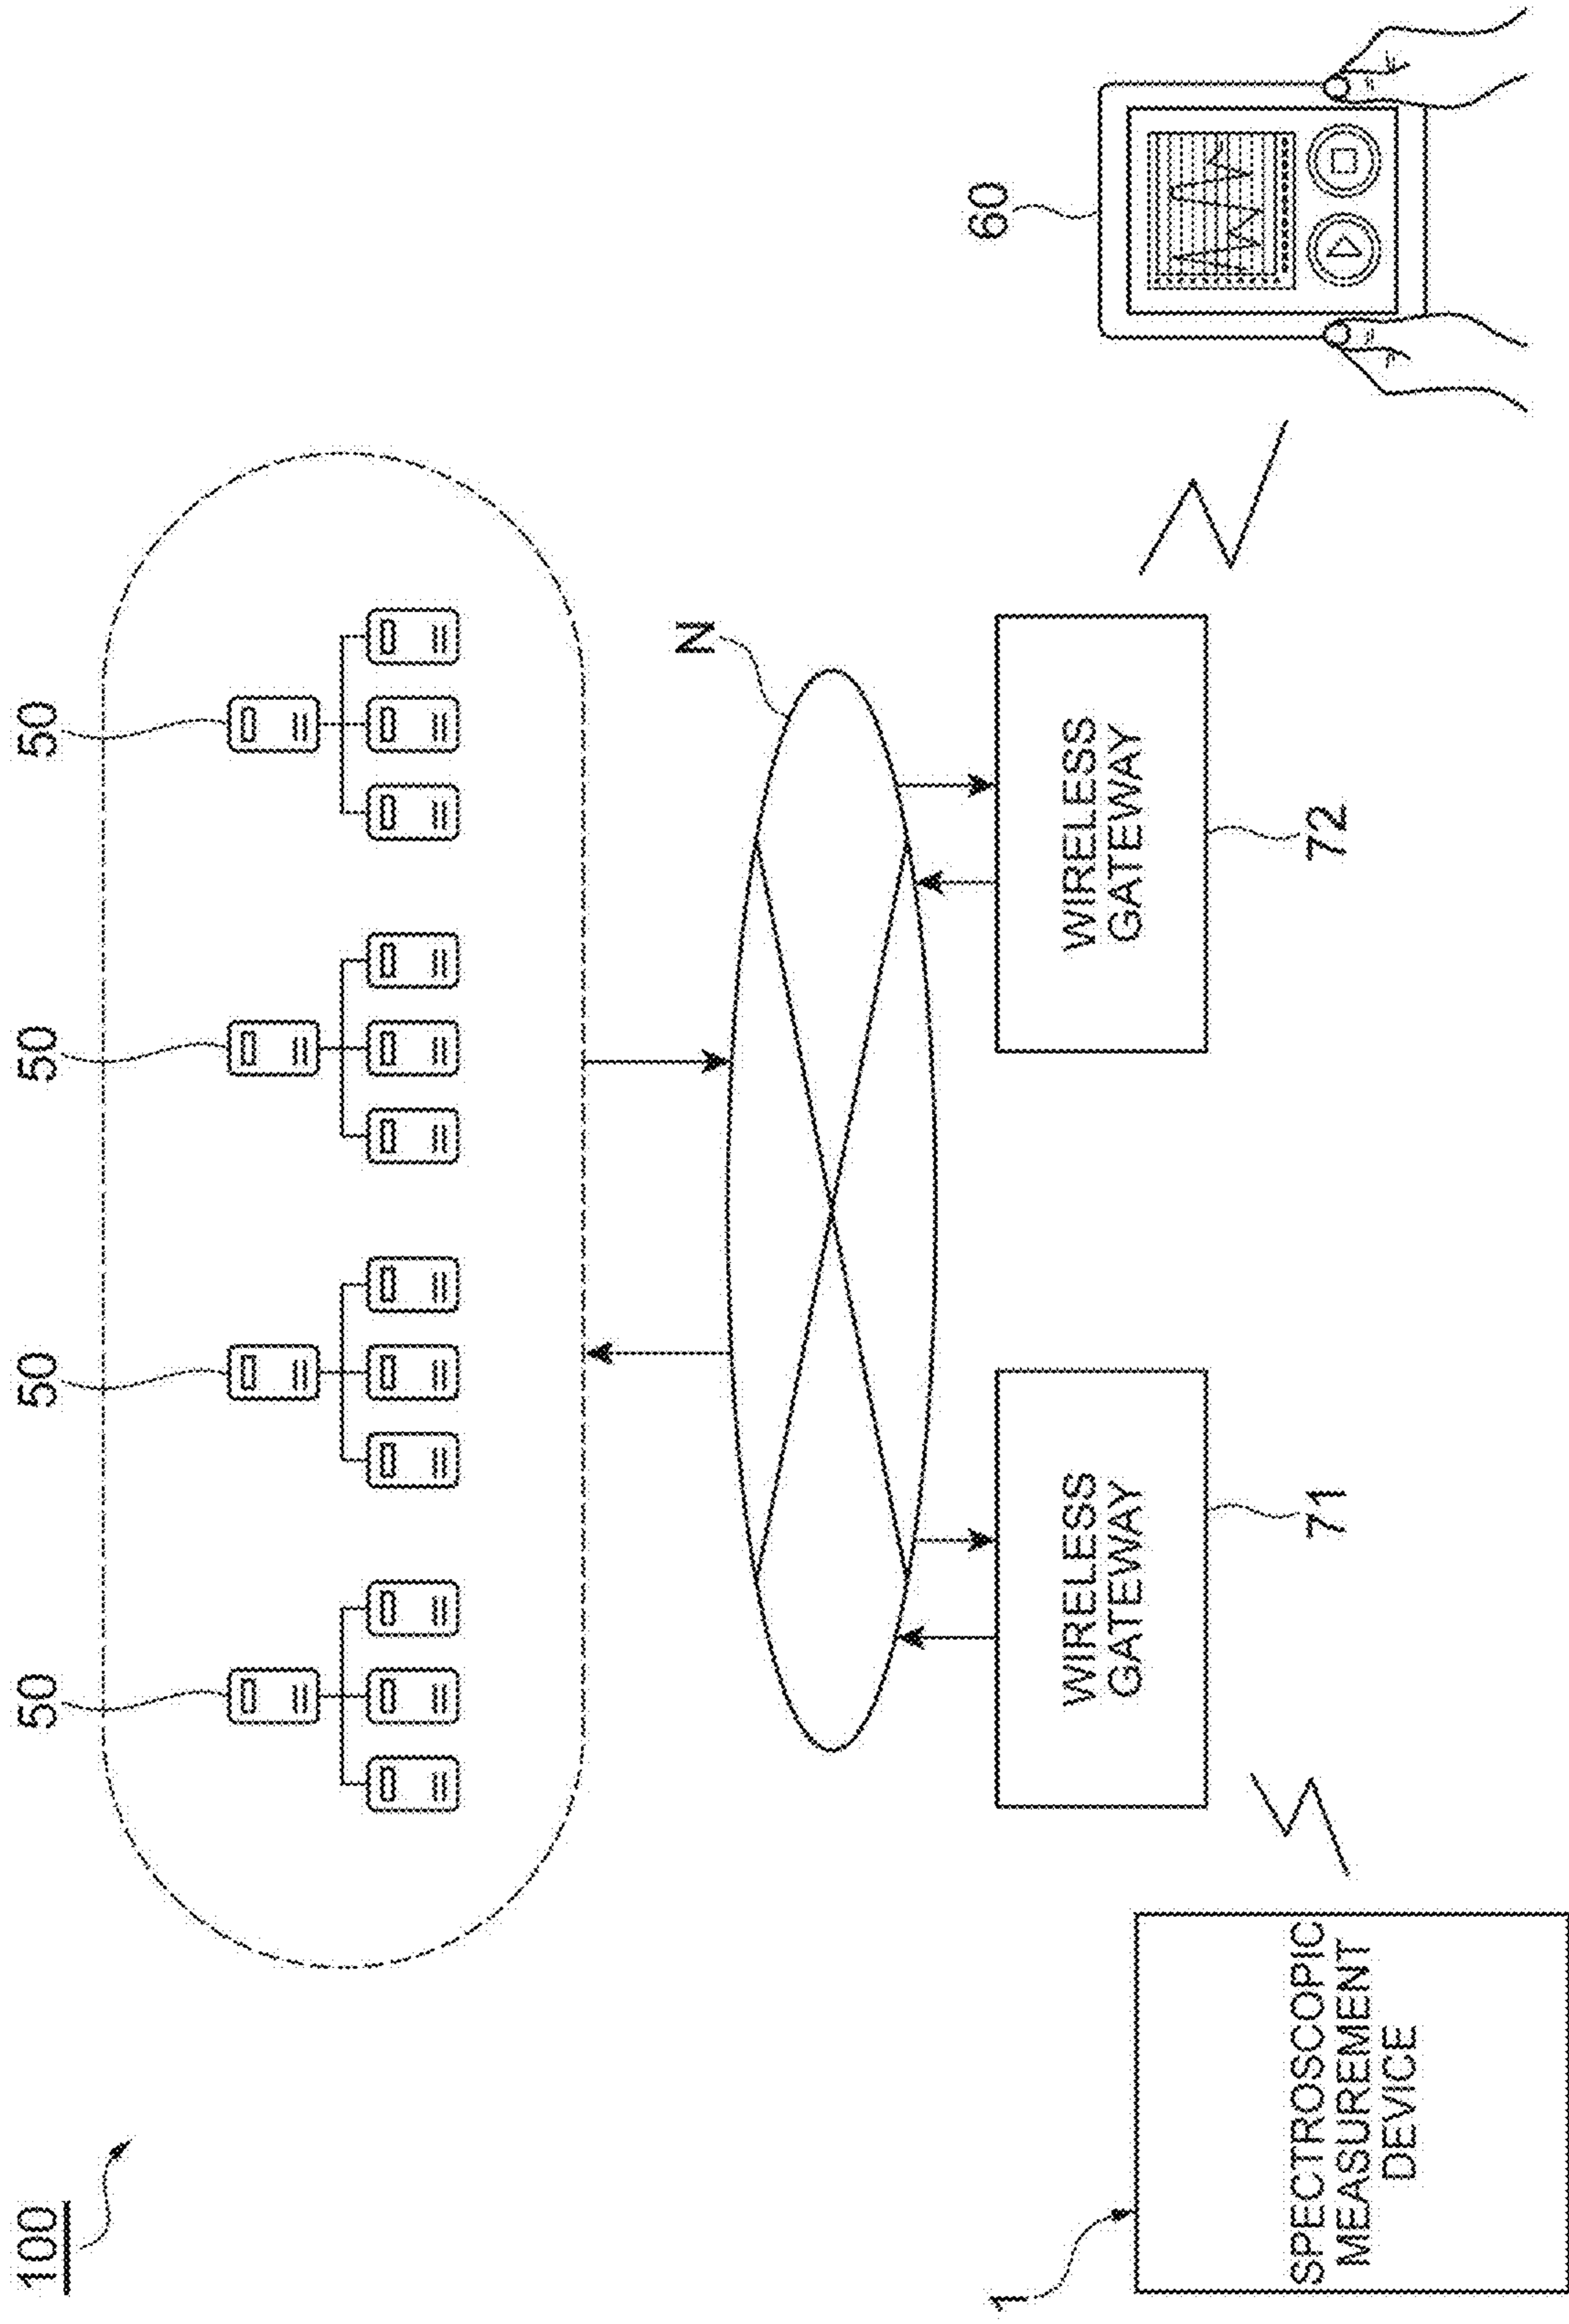 100
50
50
50
50
N
60
WIRELESS
GATEWAY
71
WIRELESS
GATEWAY
72
1
SPECTROSCOPIC
MEASUREMENT
DEVICE